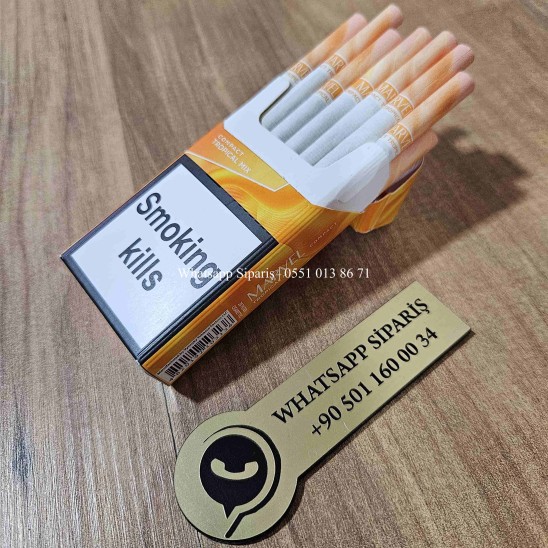 COMPACT
TROPICAL MIX
Smoking
kills
MARVEL
COMPACT
Whatsapp Sipariş | 0551 013 86 71
WHATSAPP SİPARİŞ
+90 501 160 00 34